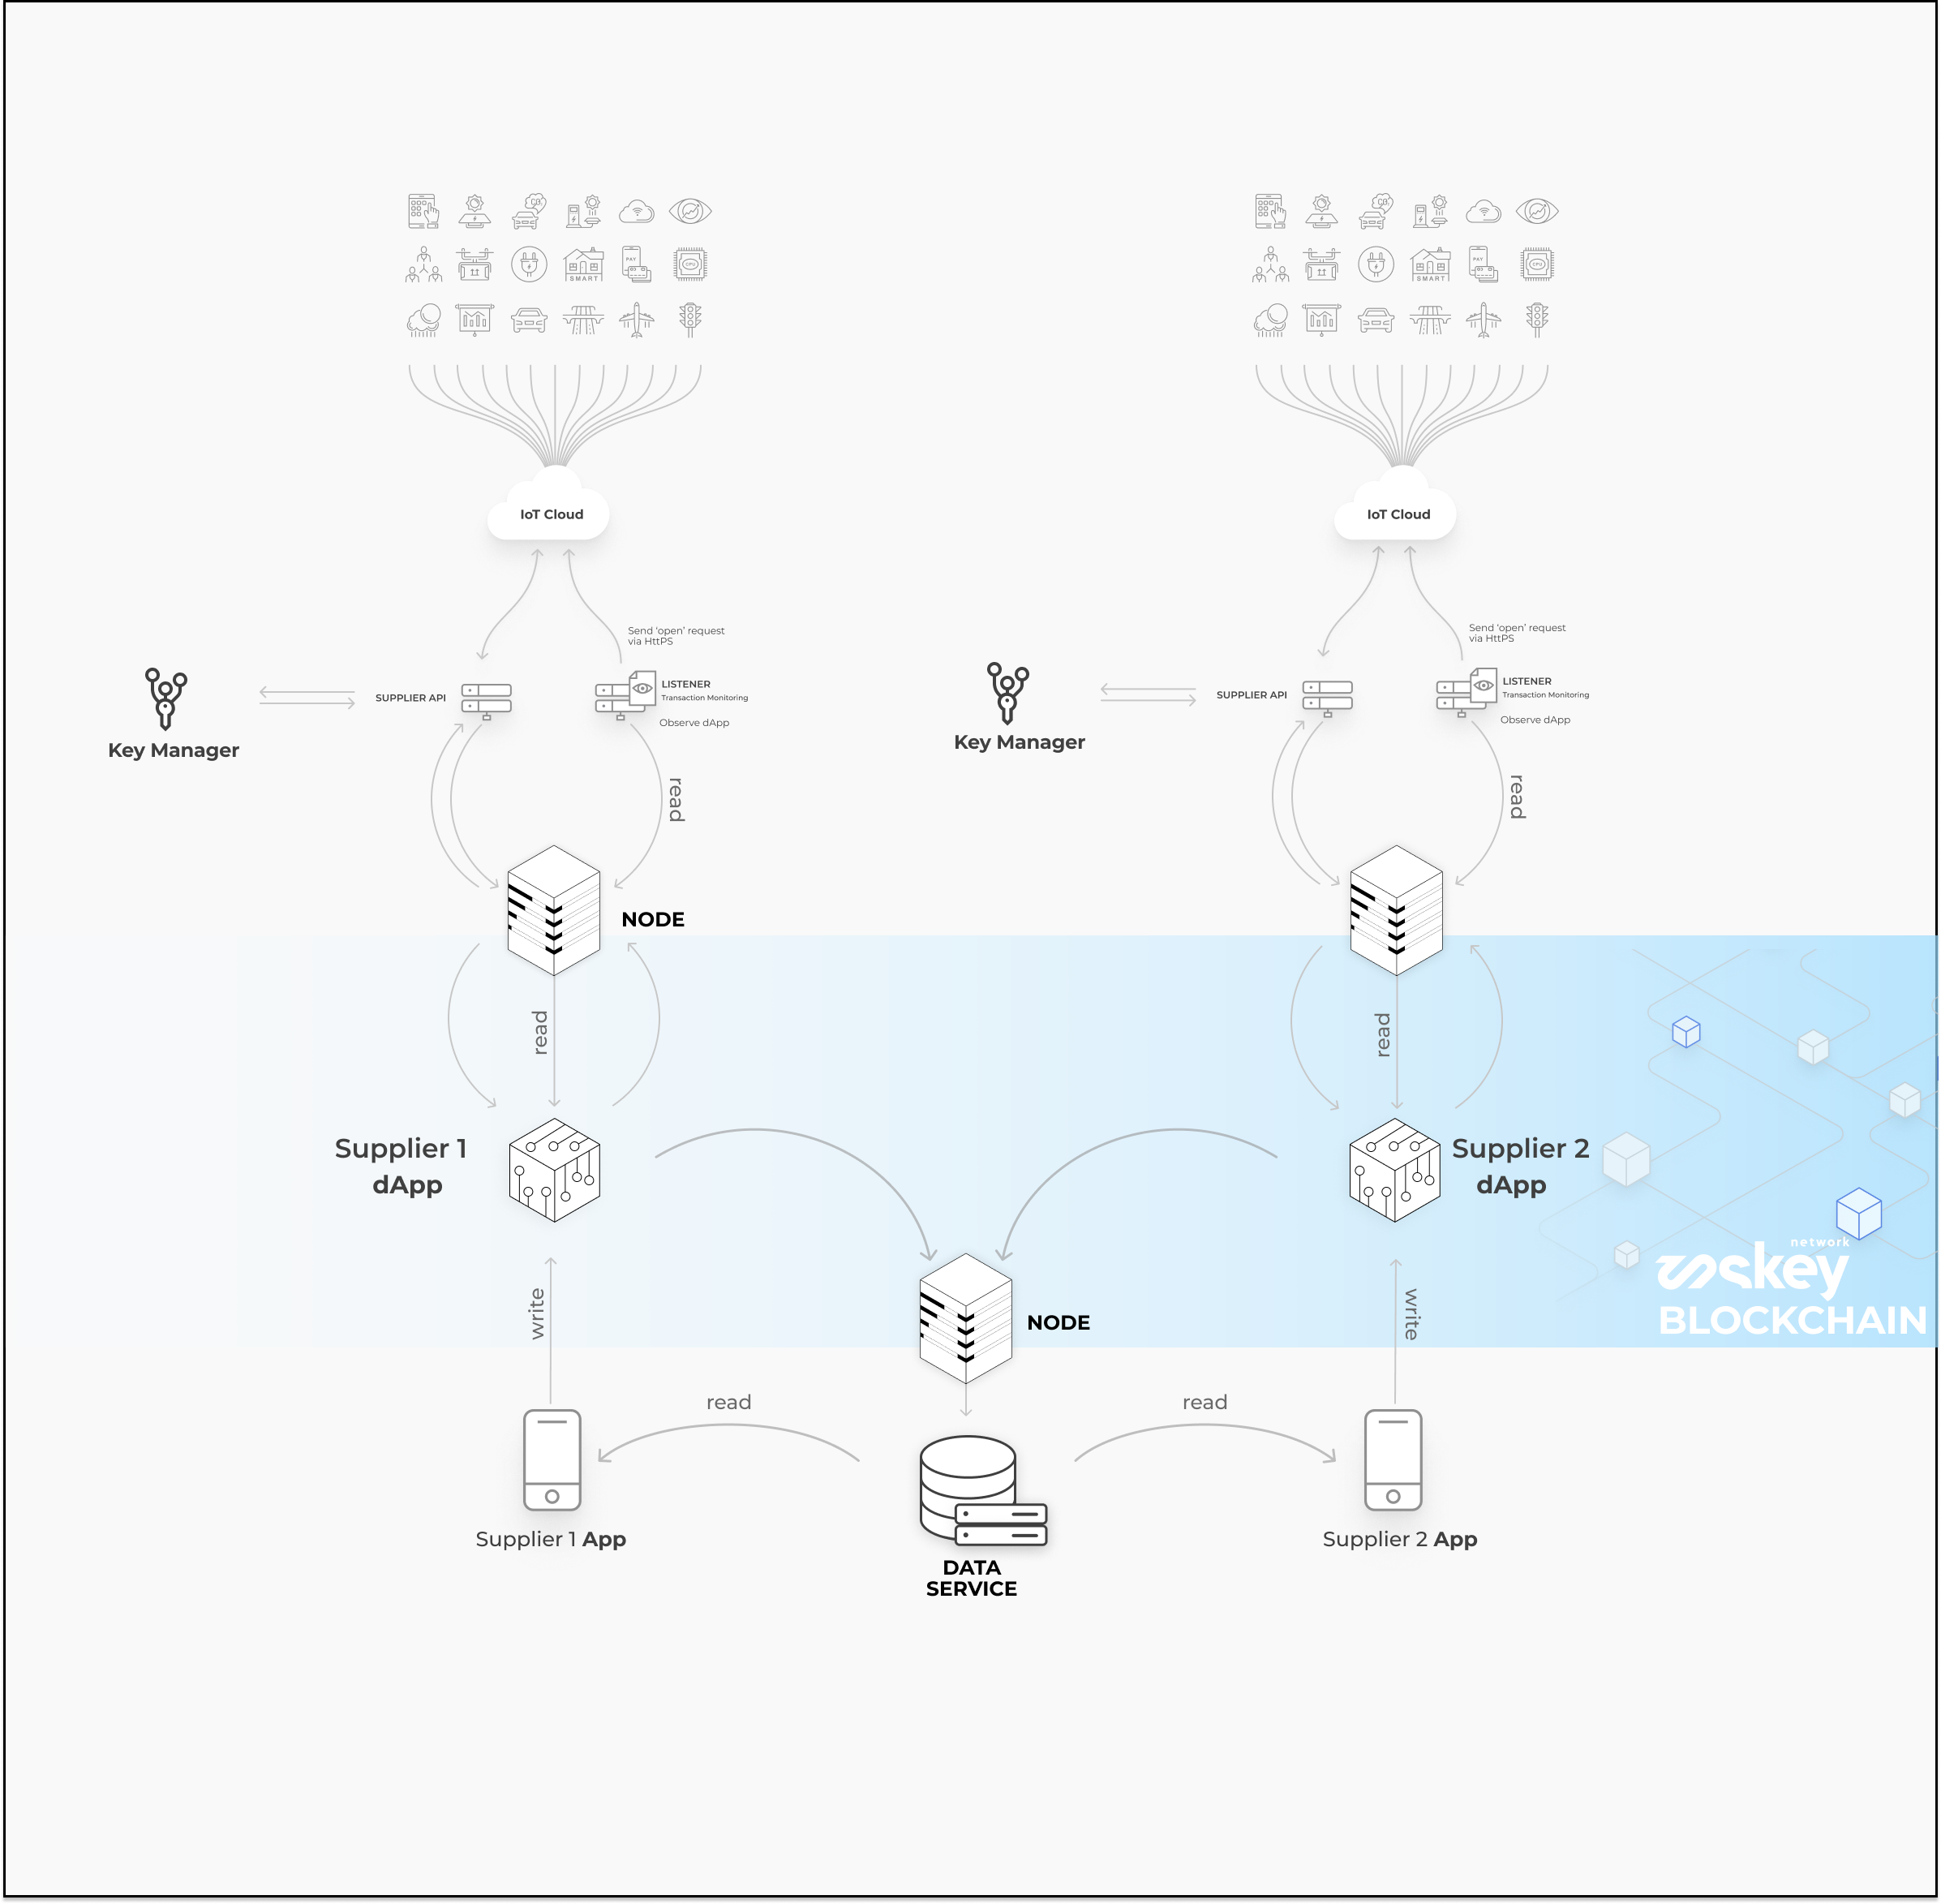 CO₂
CO₂
PAY
CPU
SMART
PAY
CPU
SMART
IoT Cloud
IoT Cloud
Send ‘open’ request
via HttPS
Send ‘open’ request
via HttPS
SUPPLIER API
LISTENER
Transaction Monitoring
Observe dApp
Key Manager
SUPPLIER API
LISTENER
Transaction Monitoring
Observe dApp
Key Manager
read
read
NODE
read
read
Supplier 1
dApp
Supplier 2
dApp
network
skey
BLOCKCHAIN
write
write
NODE
read
read
Supplier 1 App
Supplier 2 App
DATA
SERVICE